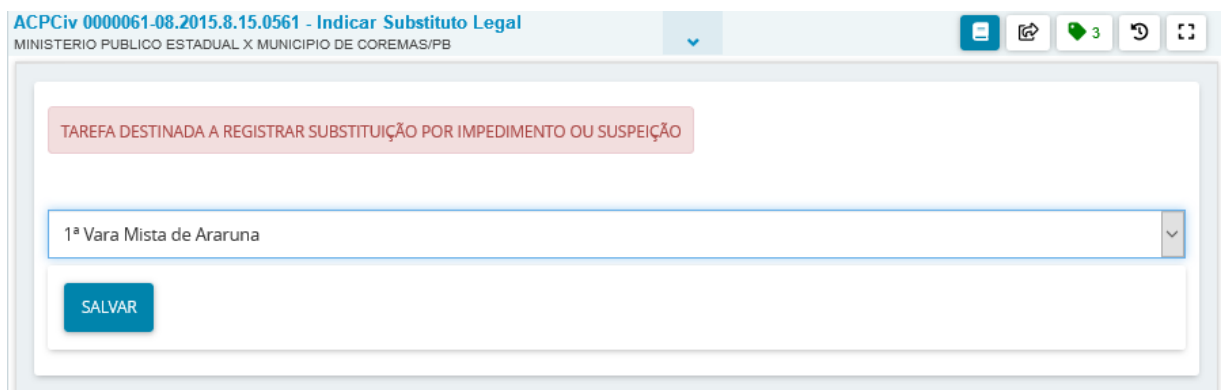 ACPCiv 0000061-08.2015.8.15.0561 - Indicar Substituto Legal
MINISTERIO PUBLICO ESTADUAL X MUNICIPIO DE COREMAS/PB
3
TAREFA DESTINADA A REGISTRAR SUBSTITUIÇÃO POR IMPEDIMENTO OU SUSPEIÇÃO
1ª Vara Mista de Araruna
SALVAR